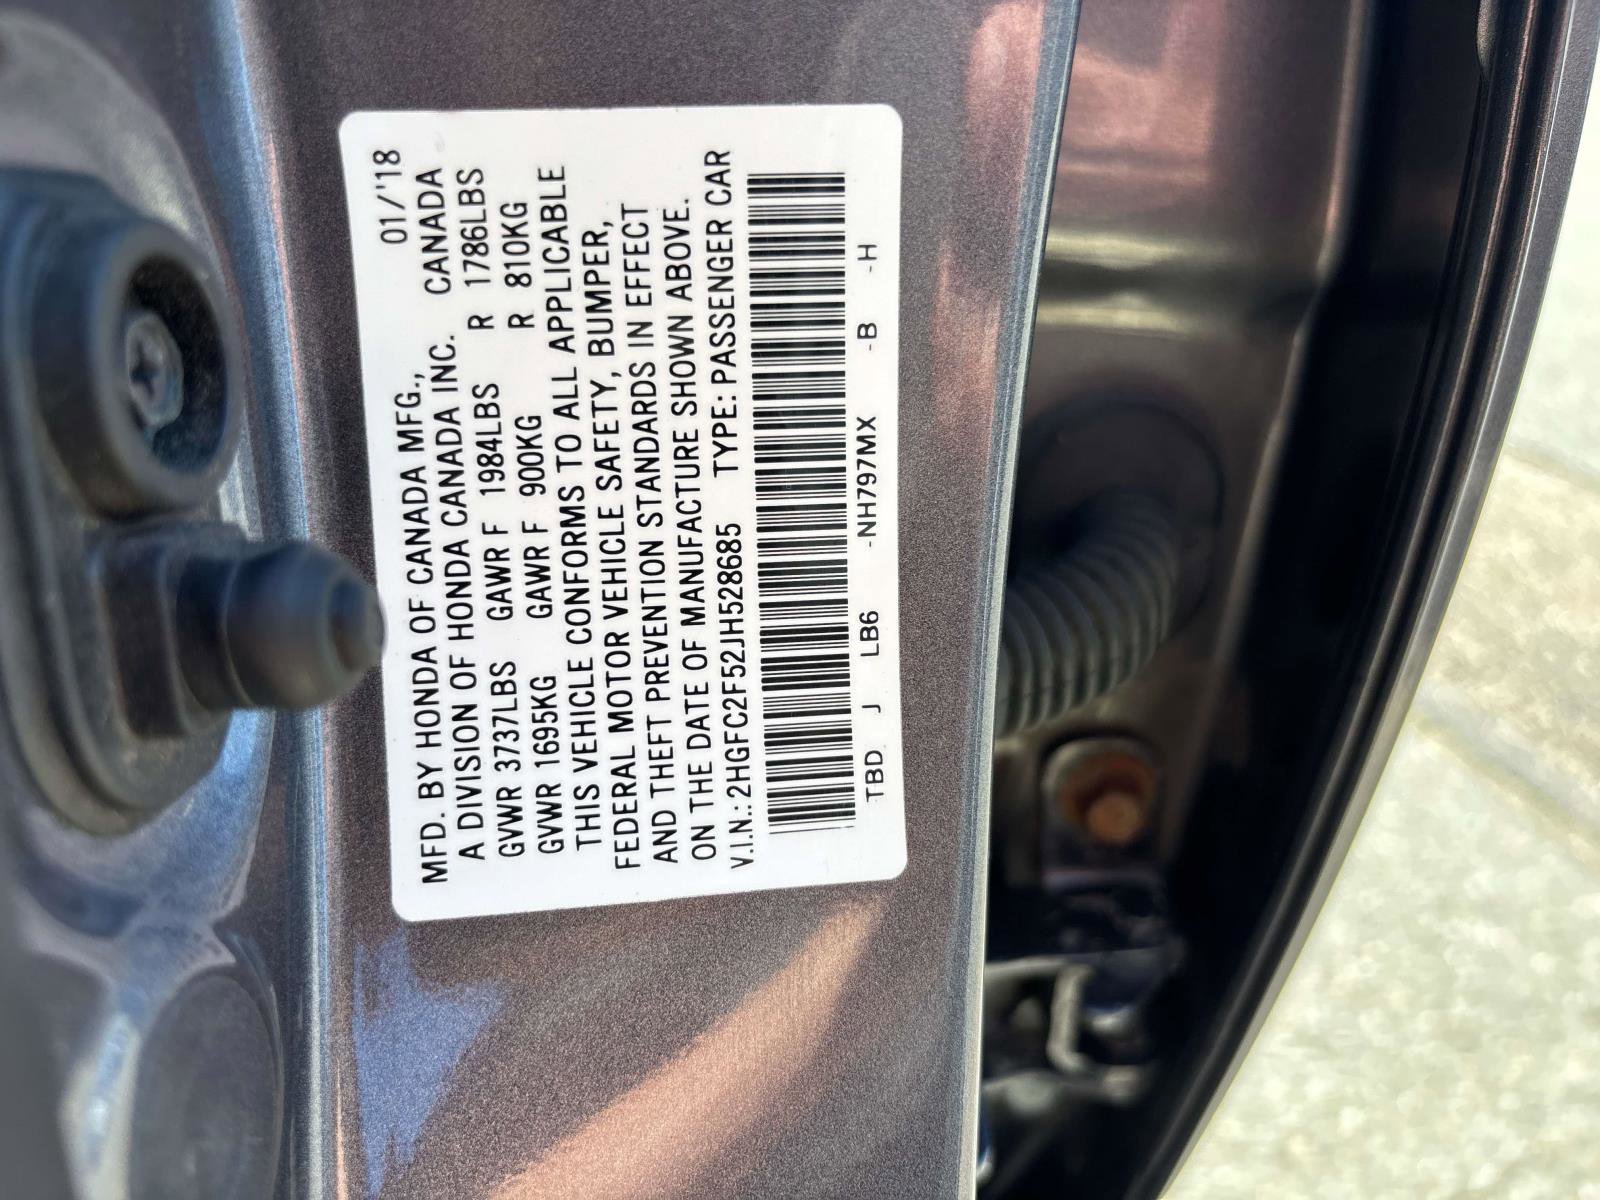 MFD. BY HONDA OF CANADA MFG., 01/'18
A DIVISION OF HONDA CANADA INC. CANADA
GVWR 3737LBS GAWR F 1984LBS R 1786LBS
GVWR 1695KG GAWR F 900KG R 810KG
THIS VEHICLE CONFORMS TO ALL APPLICABLE
FEDERAL MOTOR VEHICLE SAFETY, BUMPER,
AND THEFT PREVENTION STANDARDS IN EFFECT
ON THE DATE OF MANUFACTURE SHOWN ABOVE.
V.I.N.: 2HGFC2F52JH528685 TYPE: PASSENGER CAR
TBD J LB6 -NH797MX -B -H